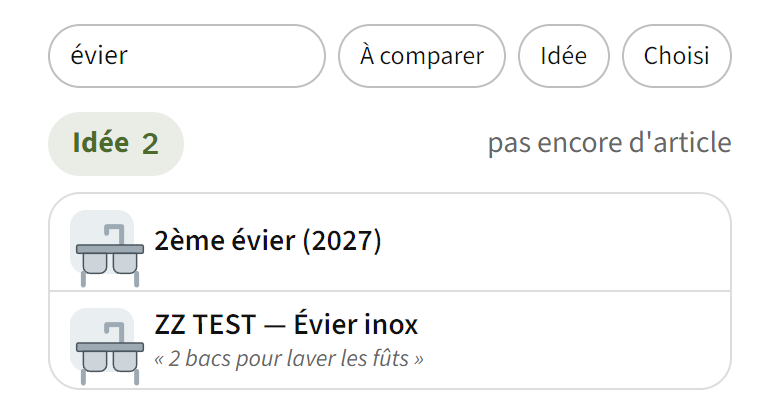 évier
À comparer
Idée
Choisi
Idée 2
pas encore d'article
2ème évier (2027)
ZZ TEST — Évier inox
« 2 bacs pour laver les fûts »